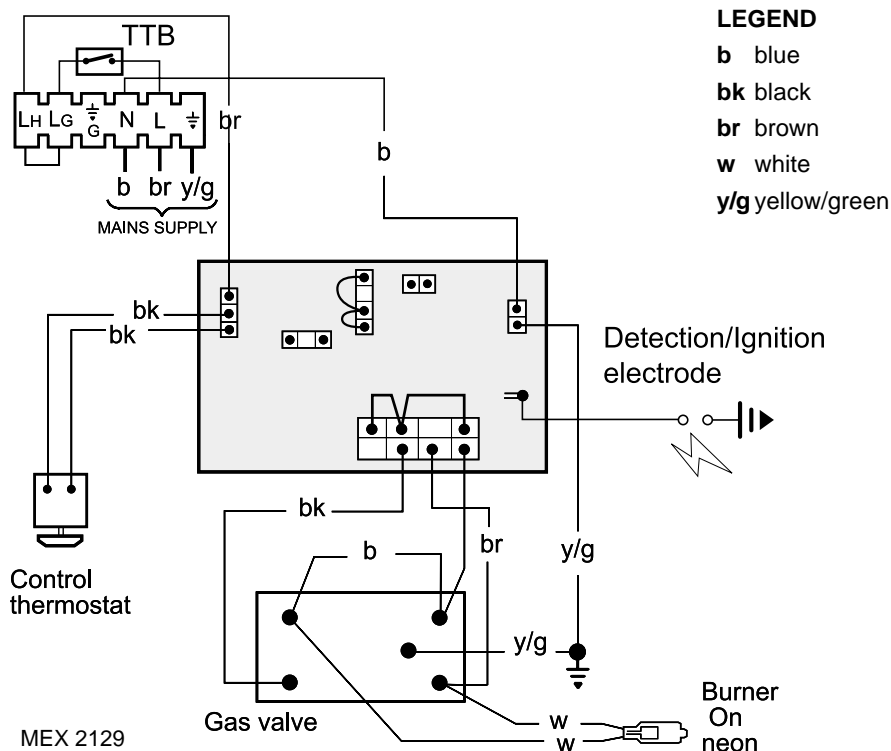 TTB
LH LG G N L
b br y/g
MAINS SUPPLY
br
b
LEGEND
b blue
bk black
br brown
w white
y/g yellow/green
bk
bk
Detection/Ignition
electrode
Control
thermostat
bk
b
br
y/g
y/g
Gas valve
w
w
Burner
On
neon
MEX 2129